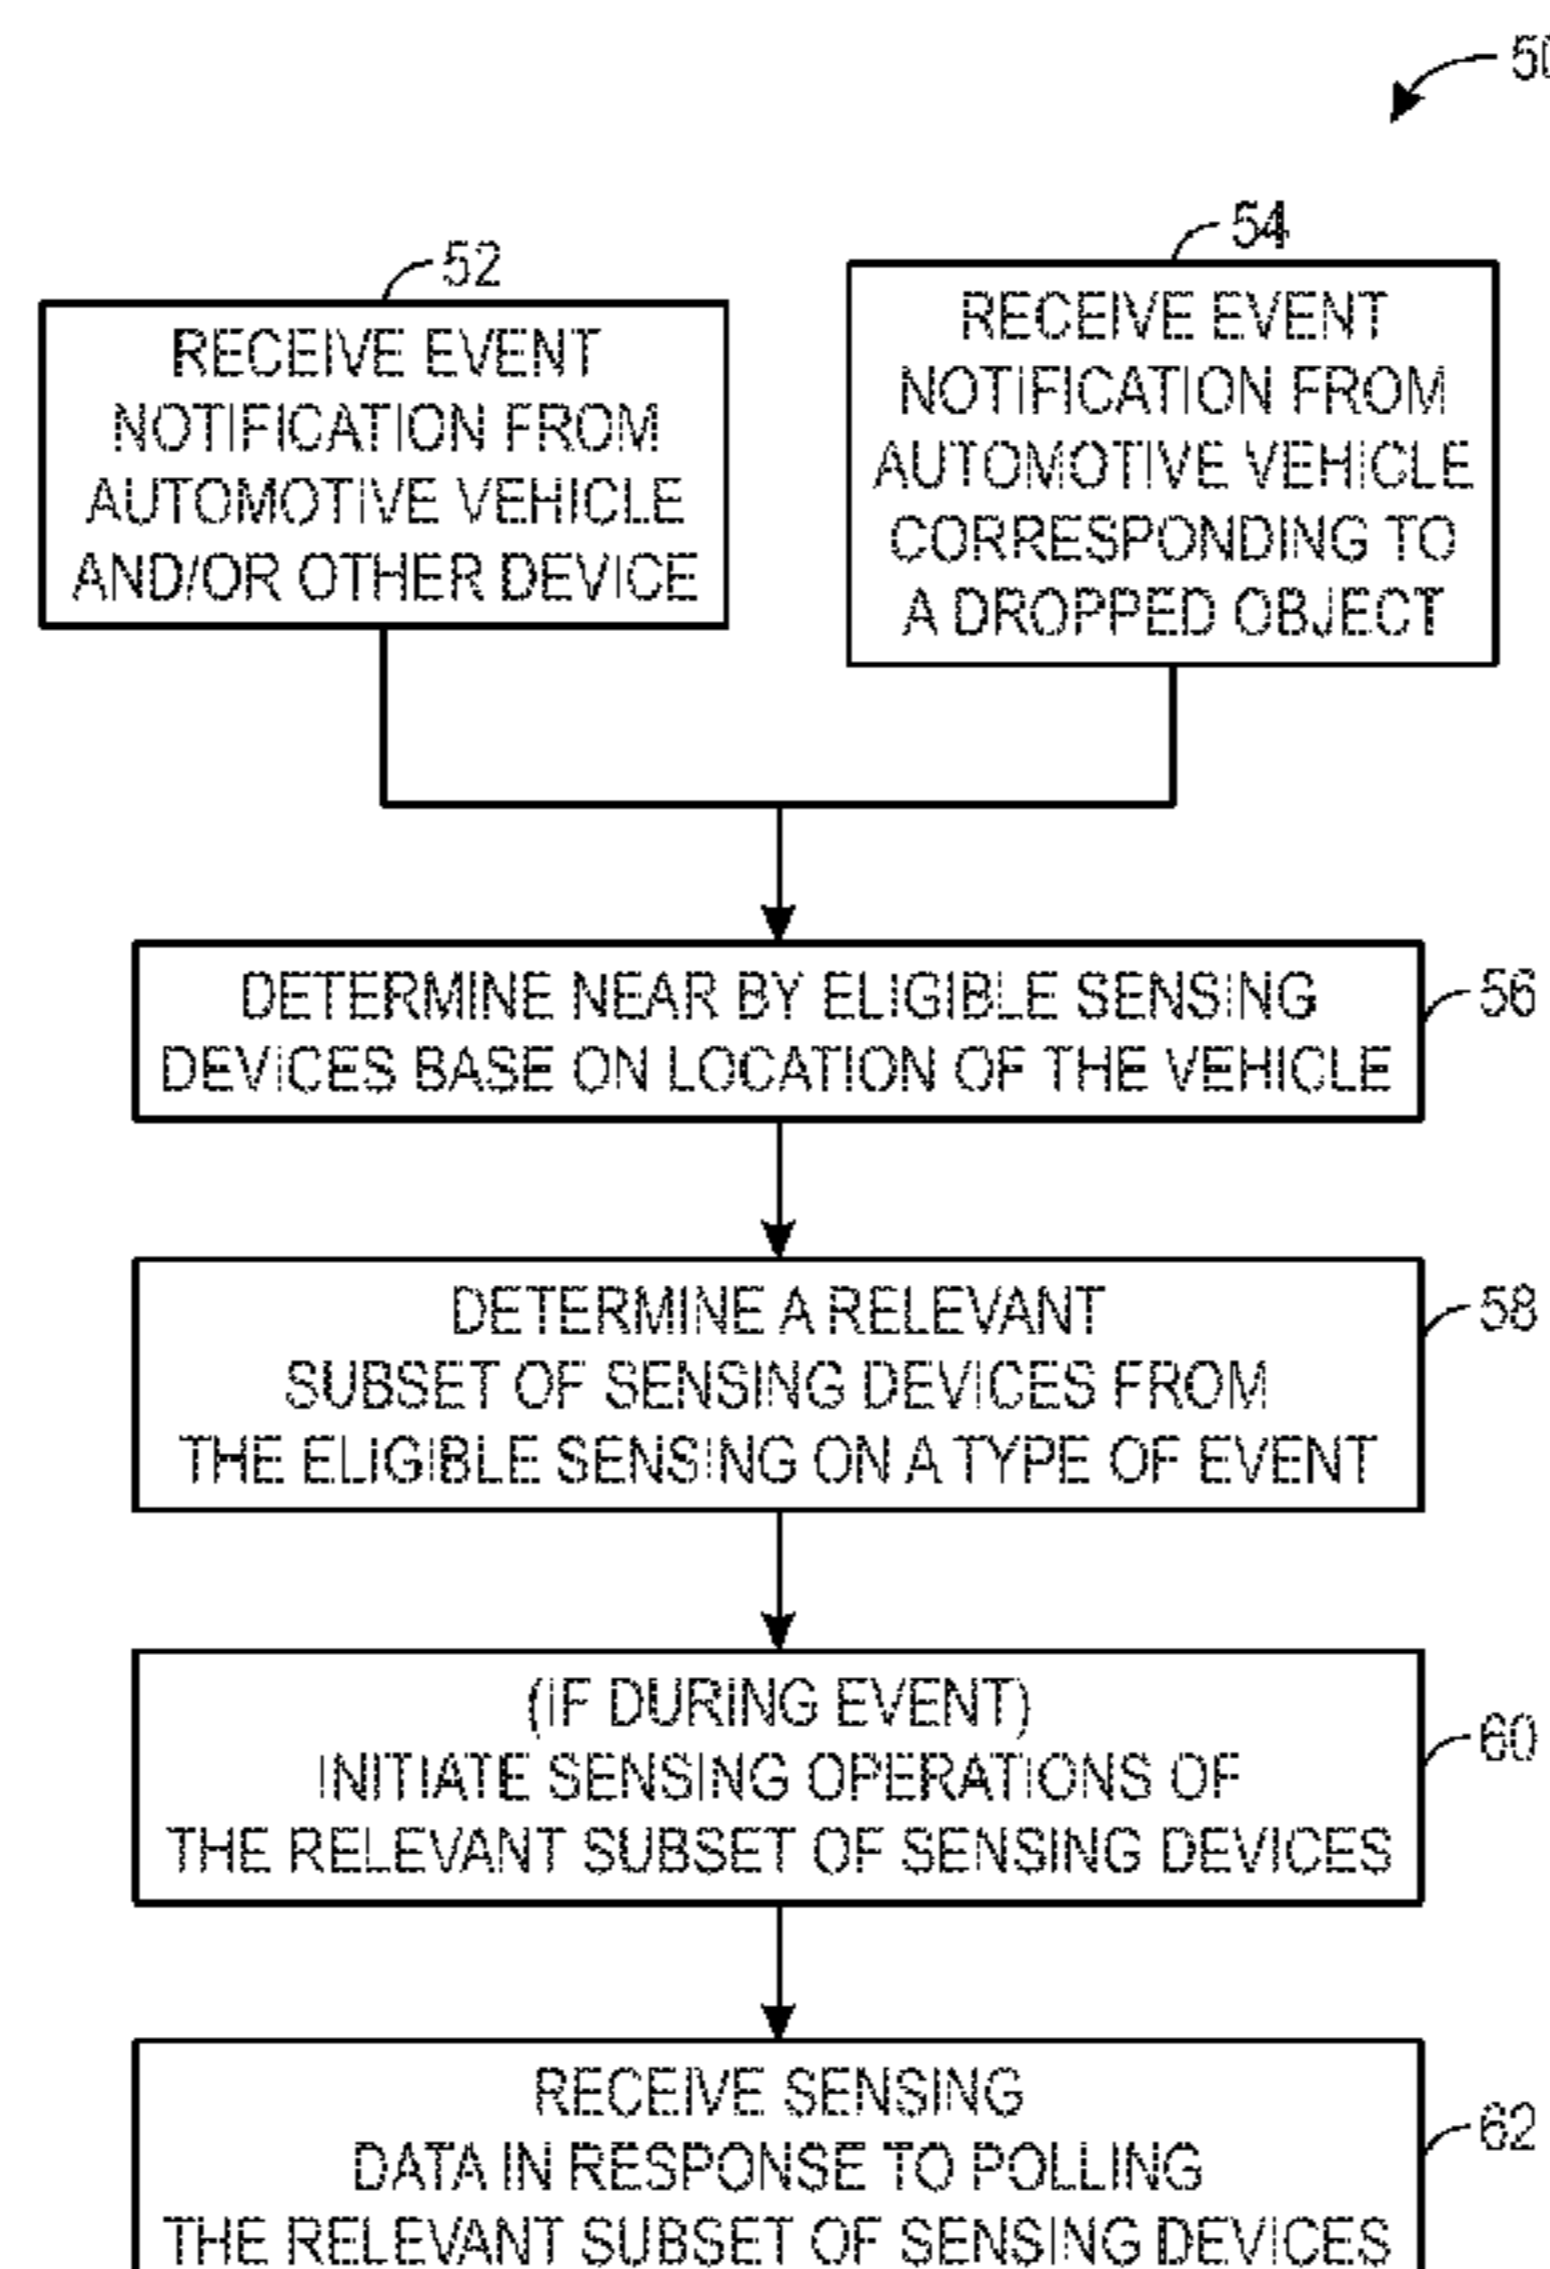 50
52
RECEIVE EVENT
NOTIFICATION FROM
AUTOMOTIVE VEHICLE
AND/OR OTHER DEVICE
54
RECEIVE EVENT
NOTIFICATION FROM
AUTOMOTIVE VEHICLE
CORRESPONDING TO
A DROPPED OBJECT
DETERMINE NEAR BY ELIGIBLE SENSING
DEVICES BASE ON LOCATION OF THE VEHICLE
56
DETERMINE A RELEVANT
SUBSET OF SENSING DEVICES FROM
THE ELIGIBLE SENSING ON A TYPE OF EVENT
58
(IF DURING EVENT)
INITIATE SENSING OPERATIONS OF
THE RELEVANT SUBSET OF SENSING DEVICES
60
RECEIVE SENSING
DATA IN RESPONSE TO POLLING
THE RELEVANT SUBSET OF SENSING DEVICES
62